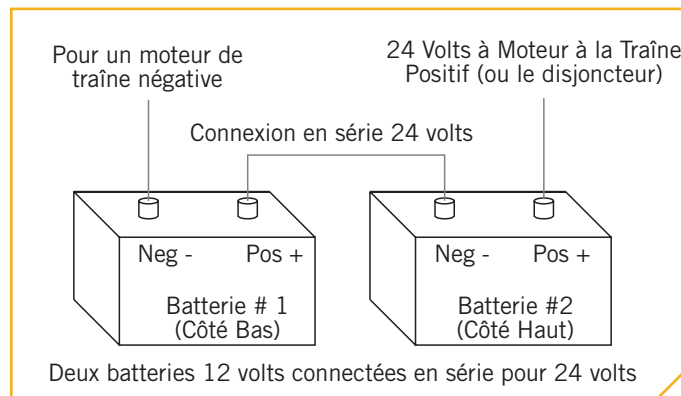 Pour un moteur de
traîne négative
24 Volts à Moteur à la Traîne
Positif (ou le disjoncteur)
Connexion en série 24 volts
Neg - Pos +
Batterie # 1
(Côté Bas)
Neg - Pos +
Batterie #2
(Côté Haut)
Deux batteries 12 volts connectées en série pour 24 volts